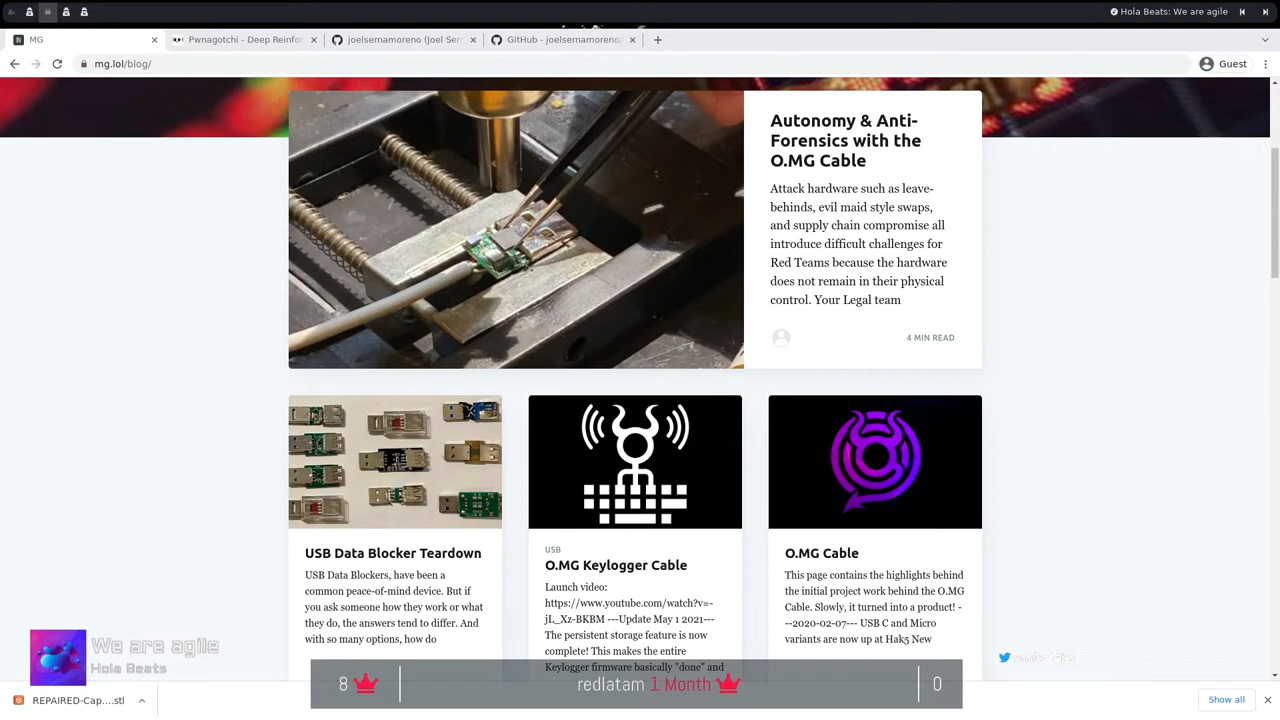 Hola Beats: We are agile
MG
Pwnagotchi - Deep Reinfor
joelsernamoreno (Joel Ser
GitHub - joelsernamoreno/
mg.lol/blog/
Guest
Autonomy & Anti-
Forensics with the
O.MG Cable
Attack hardware such as leave-
behinds, evil maid style swaps,
and supply chain compromise all
introduce difficult challenges for
Red Teams because the hardware
does not remain in their physical
control. Your Legal team
4 MIN READ
USB Data Blocker Teardown
USB Data Blockers, have been a
common peace-of-mind device. But if
you ask someone how they work or what
they do, the answers tend to differ. And
with so many options, how do
USB
O.MG Keylogger Cable
Launch video:
https://www.youtube.com/watch?v=-
jL_Xz-BKBM ---Update May 1 2021---
The persistent storage feature is now
complete! This makes the entire
Keylogger firmware basically "done" and
O.MG Cable
This page contains the highlights behind
the initial project work behind the O.MG
Cable. Slowly, it turned into a product! -
--2020-02-07--- USB C and Micro
variants are now up at Hak5 New
We are agile
Hola Beats
8
redlatam 1 Month
0
REPAIRED-Cap....stl
Show all